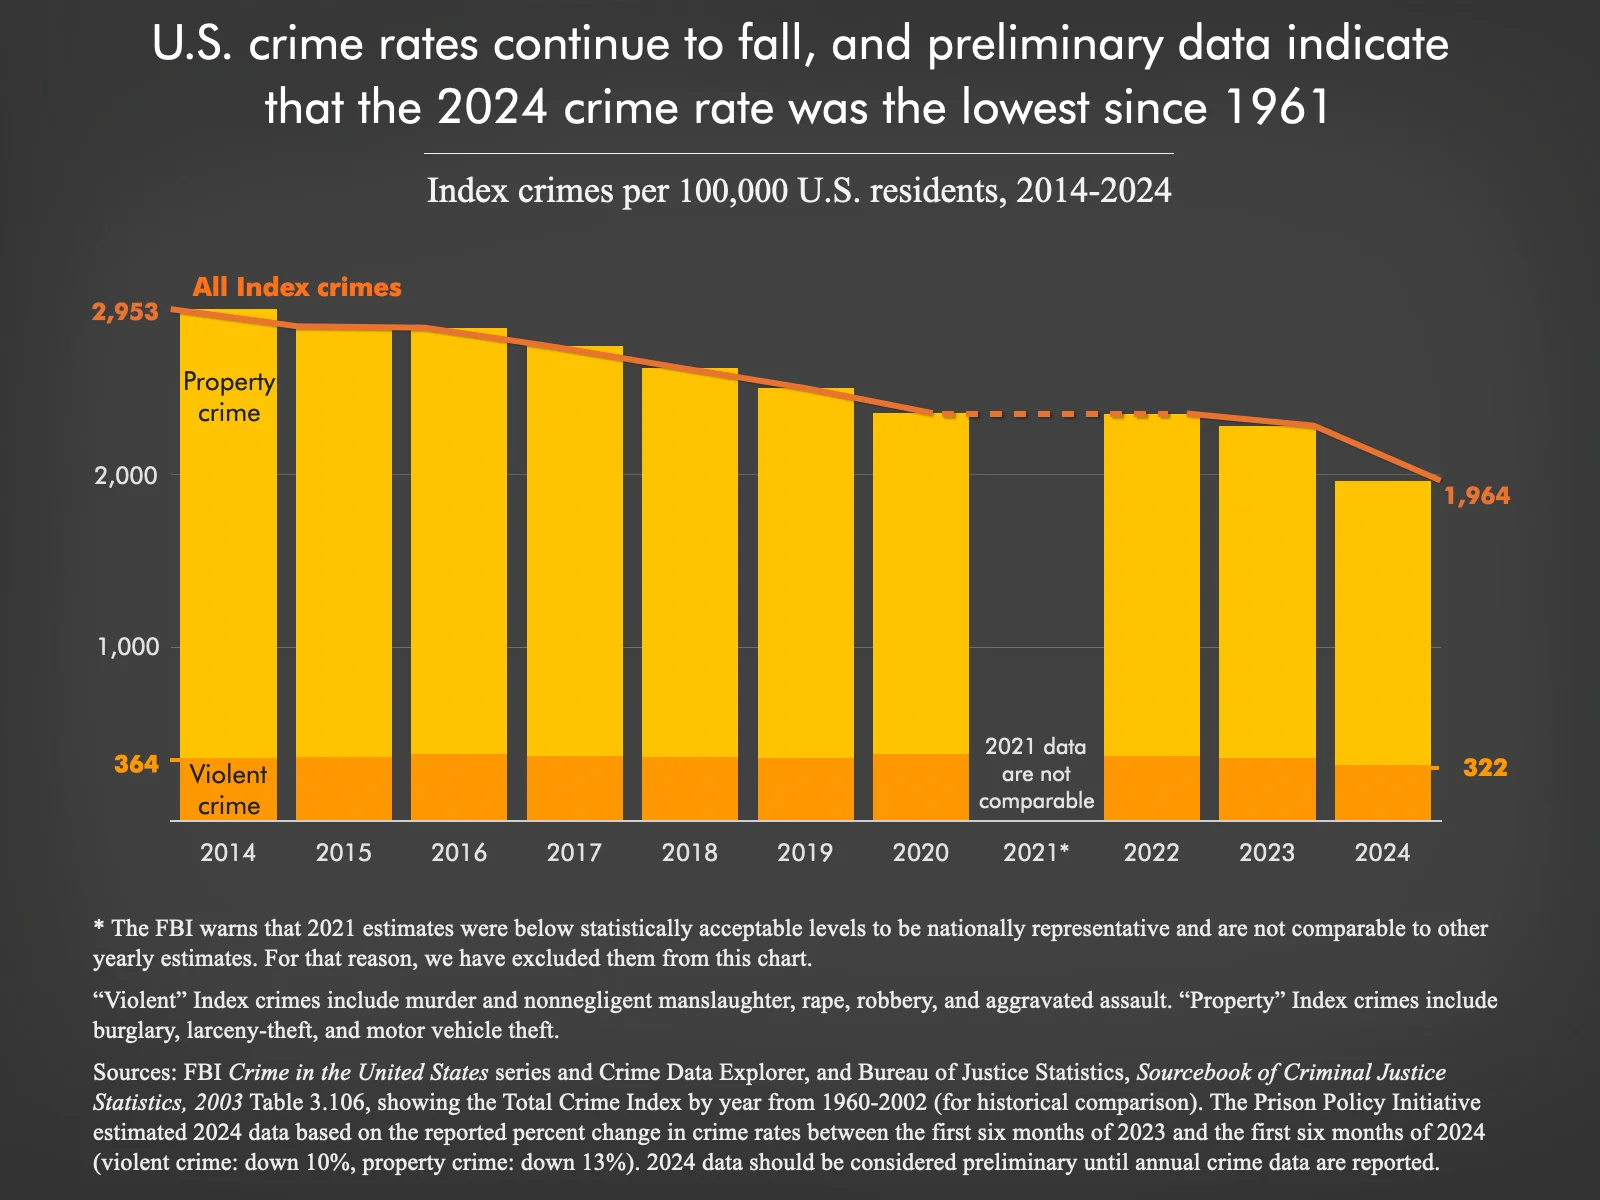 U.S. crime rates continue to fall, and preliminary data indicate
that the 2024 crime rate was the lowest since 1961
Index crimes per 100,000 U.S. residents, 2014-2024
All Index crimes
2,953
Property
crime
2,000
1,964
1,000
2021 data
are not
comparable
364
Violent
crime
322
2014
2015
2016
2017
2018
2019
2020
2021*
2022
2023
2024
* The FBI warns that 2021 estimates were below statistically acceptable levels to be nationally representative and are not comparable to other
yearly estimates. For that reason, we have excluded them from this chart.
“Violent” Index crimes include murder and nonnegligent manslaughter, rape, robbery, and aggravated assault. “Property” Index crimes include
burglary, larceny-theft, and motor vehicle theft.
Sources: FBI Crime in the United States series and Crime Data Explorer, and Bureau of Justice Statistics, Sourcebook of Criminal Justice
Statistics, 2003 Table 3.106, showing the Total Crime Index by year from 1960-2002 (for historical comparison). The Prison Policy Initiative
estimated 2024 data based on the reported percent change in crime rates between the first six months of 2023 and the first six months of 2024
(violent crime: down 10%, property crime: down 13%). 2024 data should be considered preliminary until annual crime data are reported.